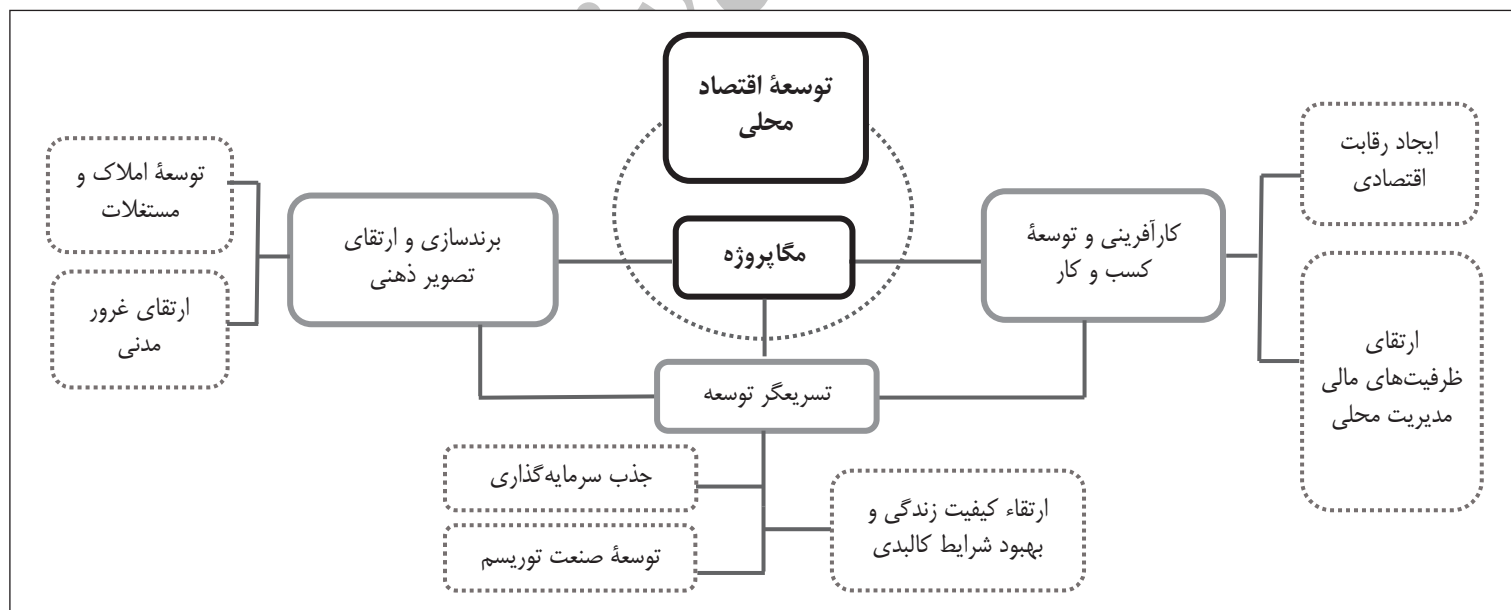 توسعهٔ اقتصاد
محلی
مگاپروژه
ایجاد رقابت
اقتصادی
کارآفرینی و توسعهٔ
کسب و کار
ارتقای
ظرفیت‌های مالی
مدیریت محلی
برندسازی و ارتقای
تصویر ذهنی
توسعهٔ املاک و
مستغلات
ارتقای غرور
مدنی
تسریعگر توسعه
ارتقاء کیفیت زندگی و
بهبود شرایط کالبدی
جذب سرمایه‌گذاری
توسعهٔ صنعت توریسم